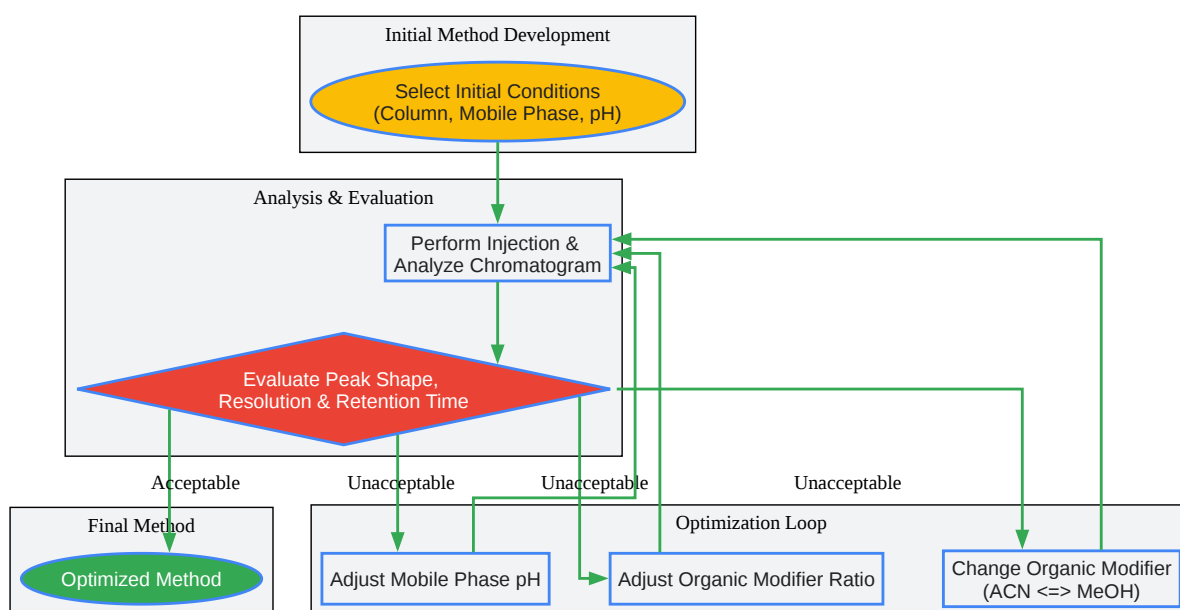 Initial Method Development
Select Initial Conditions
(Column, Mobile Phase, pH)
Analysis & Evaluation
Perform Injection &
Analyze Chromatogram
Evaluate Peak Shape,
Resolution & Retention Time
Acceptable
Unacceptable
Unacceptable
Unacceptable
Final Method
Optimized Method
Optimization Loop
Adjust Mobile Phase pH
Adjust Organic Modifier Ratio
Change Organic Modifier
(ACN <=> MeOH)